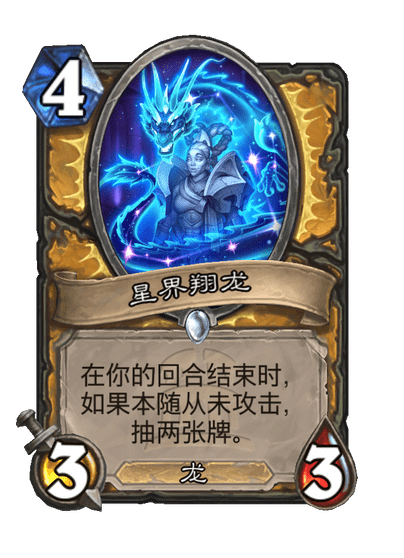 4
星界翔龙
在你的回合结束时，
如果本随从未攻击，
抽两张牌。
3
龙
3